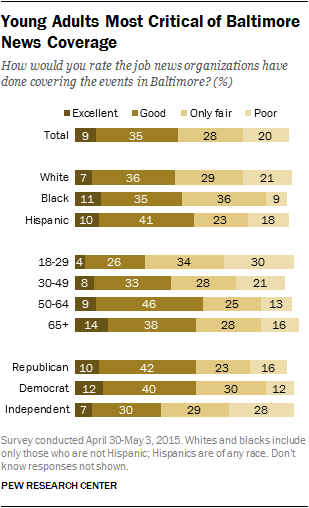 Young Adults Most Critical of Baltimore
News Coverage
How would you rate the job news organizations have
done covering the events in Baltimore? (%)
Excellent Good Only fair Poor
Total 9 35 28 20
White 7 36 29 21
Black 11 35 36 9
Hispanic 10 41 23 18
18-29 4 26 34 30
30-49 8 33 28 21
50-64 9 46 25 13
65+ 14 38 28 16
Republican 10 42 23 16
Democrat 12 40 30 12
Independent 7 30 29 28
Survey conducted April 30-May 3, 2015. Whites and blacks include
only those who are not Hispanic; Hispanics are of any race. Don't
know responses not shown.
PEW RESEARCH CENTER